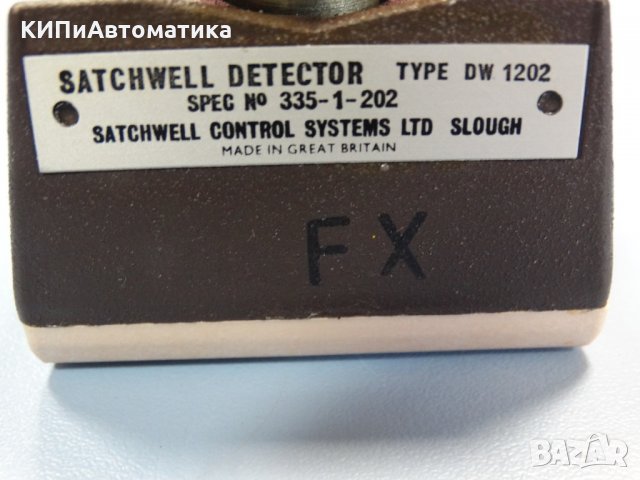 КИПиАвтоматика
SATCHWELL DETECTOR TYPE DW 1202
SPEC Nº 335-1-202
SATCHWELL CONTROL SYSTEMS LTD SLOUGH
MADE IN GREAT BRITAIN
FX
BAZAR